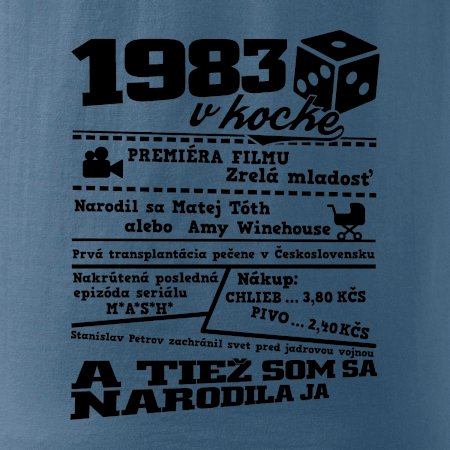 1983
v kocke
PREMIÉRA FILMU
Zrelá mladosť
Narodil sa Matej Tóth
alebo Amy Winehouse
Prvá transplantácia pečene v Československu
Nakrútená posledná
epizóda seriálu
M*A*S*H*
Nákup:
CHLIEB ... 3,80 KČS
PIVO ... 2,40 KČS
Stanislav Petrov zachránil svet pred jadrovou vojnou
A TIEŽ SOM SA
NARODILA JA